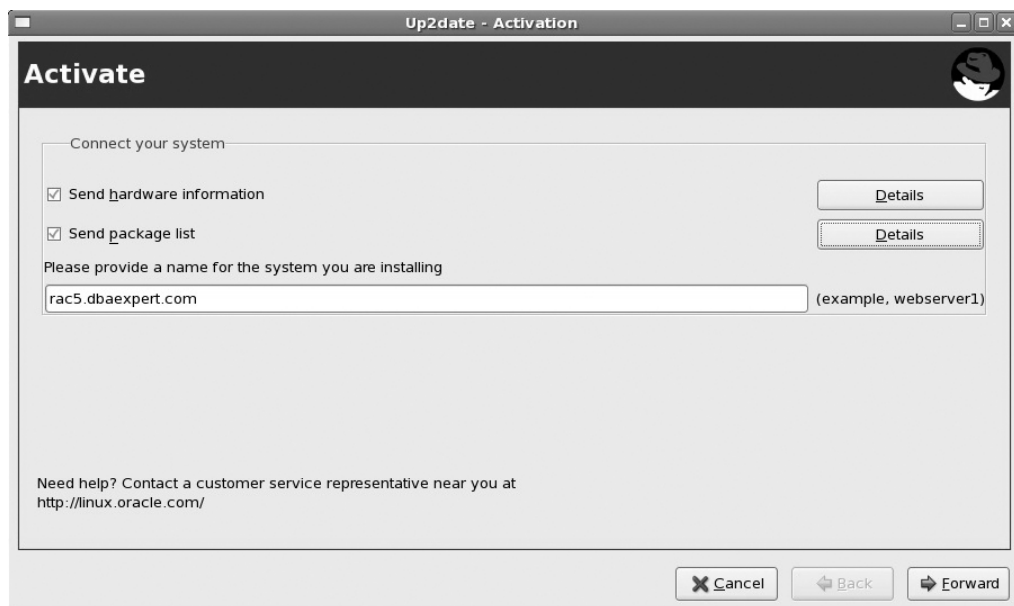 Up2date - Activation
Activate
Connect your system
Send hardware information
Details
Send package list
Details
Please provide a name for the system you are installing
rac5.dbaexpert.com
(example, webserver1)
Need help? Contact a customer service representative near you at
http://linux.oracle.com/
Cancel
Back
Forward